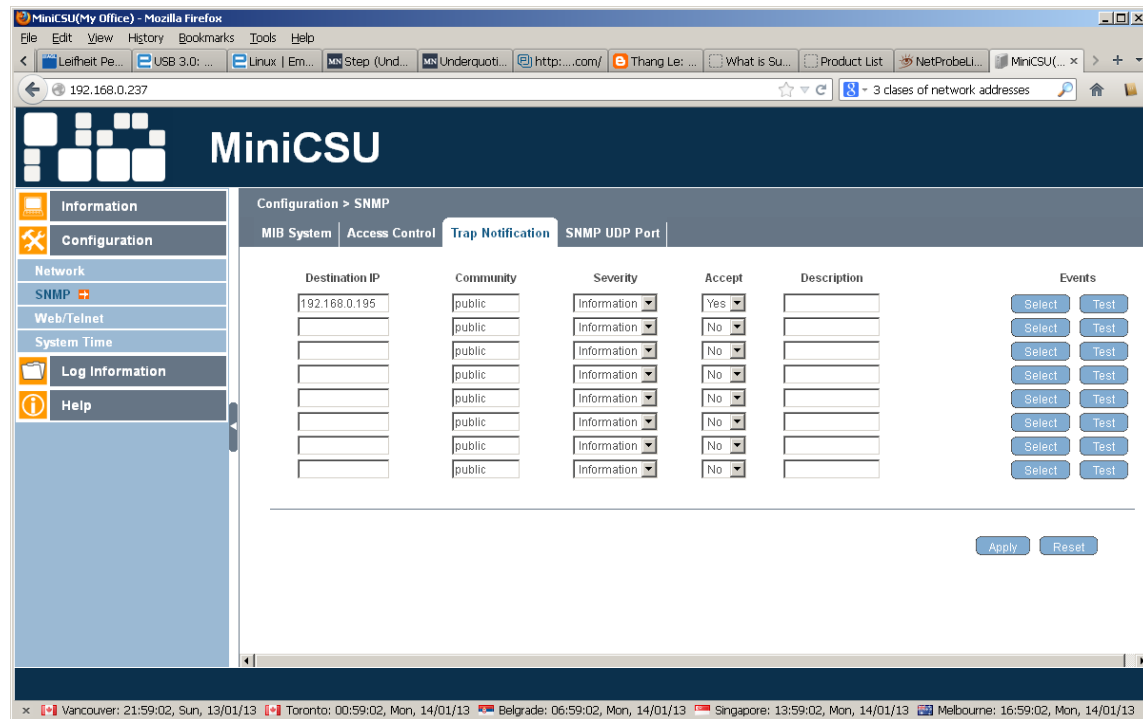 MiniCSU(My Office) - Mozilla Firefox
File Edit View History Bookmarks Tools Help
Leifheit Pe... USB 3.0: ... Linux | Em... MN Step (Und... MN Underquoti... http:....com/ Thang Le: ... What is Su... Product List NetProbeLi... MiniCSU(... ×
192.168.0.237 8 3 clases of network addresses
MiniCSU
Information
Configuration
Network
SNMP
Web/Telnet
System Time
Log Information
Help
Configuration > SNMP
MIB System Access Control Trap Notification SNMP UDP Port
Destination IP Community Severity Accept Description Events
192.168.0.195 public Information Yes Select Test
public Information No Select Test
public Information No Select Test
public Information No Select Test
public Information No Select Test
public Information No Select Test
public Information No Select Test
public Information No Select Test
Apply Reset
× Vancouver: 21:59:02, Sun, 13/01/13 Toronto: 00:59:02, Mon, 14/01/13 Belgrade: 06:59:02, Mon, 14/01/13 Singapore: 13:59:02, Mon, 14/01/13 Melbourne: 16:59:02, Mon, 14/01/13